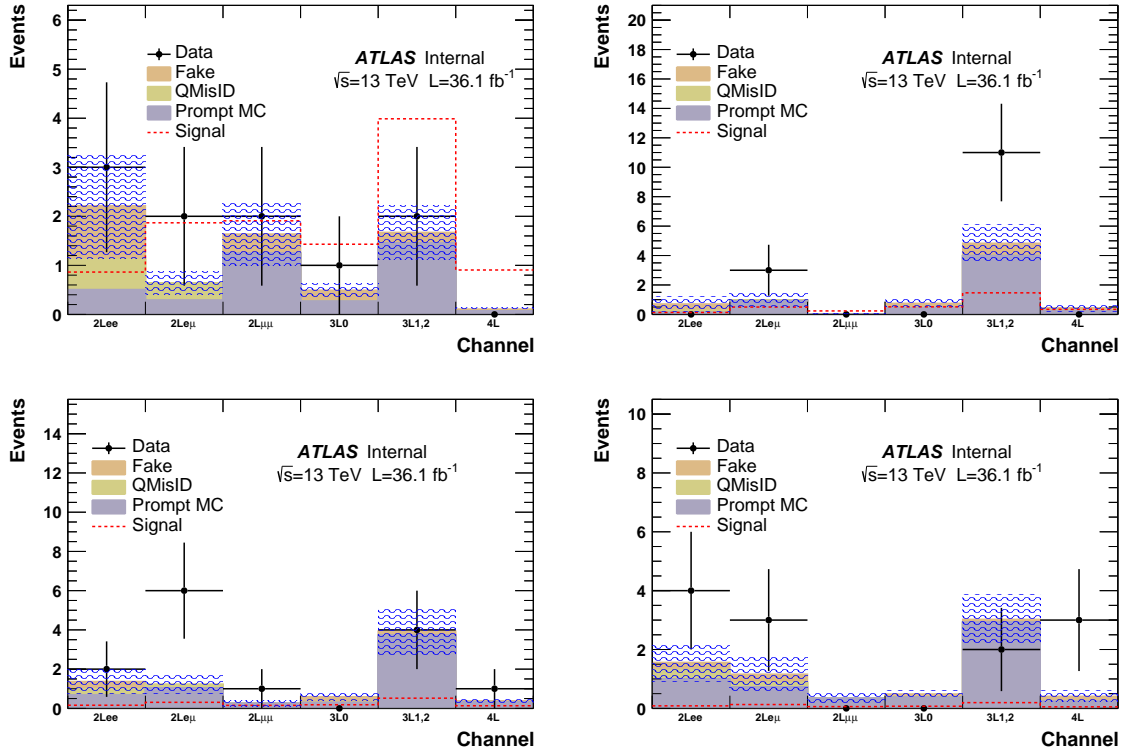 Events
6
5
4
3
2
1
0
Data
Fake
QMisID
Prompt MC
Signal
ATLAS Internal
√s=13 TeV L=36.1 fb⁻¹
2Lee 2Leμ 2Lμμ 3L0 3L1,2 4L
Channel
Events
20
18
16
14
12
10
8
6
4
2
0
Data
Fake
QMisID
Prompt MC
Signal
ATLAS Internal
√s=13 TeV L=36.1 fb⁻¹
2Lee 2Leμ 2Lμμ 3L0 3L1,2 4L
Channel
Events
14
12
10
8
6
4
2
0
Data
Fake
QMisID
Prompt MC
Signal
ATLAS Internal
√s=13 TeV L=36.1 fb⁻¹
2Lee 2Leμ 2Lμμ 3L0 3L1,2 4L
Channel
Events
10
8
6
4
2
0
Data
Fake
QMisID
Prompt MC
Signal
ATLAS Internal
√s=13 TeV L=36.1 fb⁻¹
2Lee 2Leμ 2Lμμ 3L0 3L1,2 4L
Channel